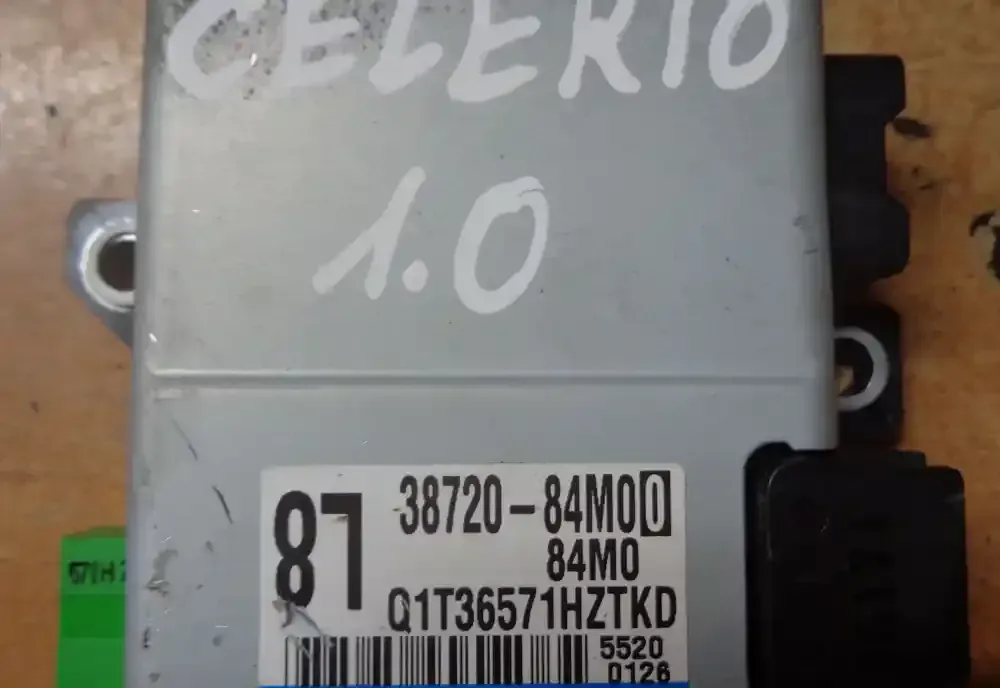 CELERIO
1.0
87 38720-84M00
84M0
Q1T36571HZTKD
5520
0126